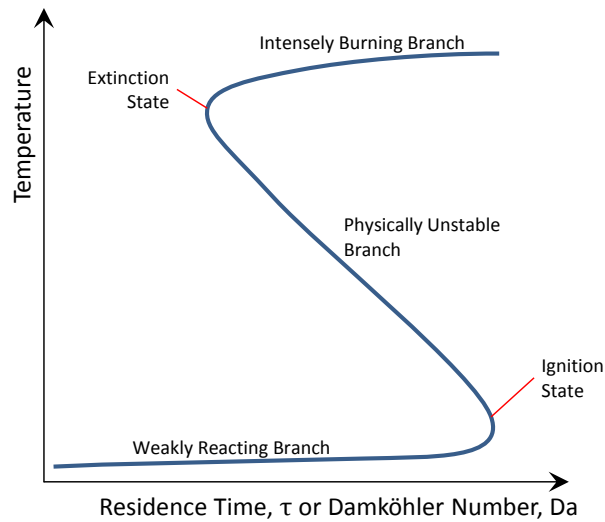 Intensely Burning Branch
Extinction
State
Temperature
Physically Unstable
Branch
Ignition
State
Weakly Reacting Branch
Residence Time, τ or Damköhler Number, Da